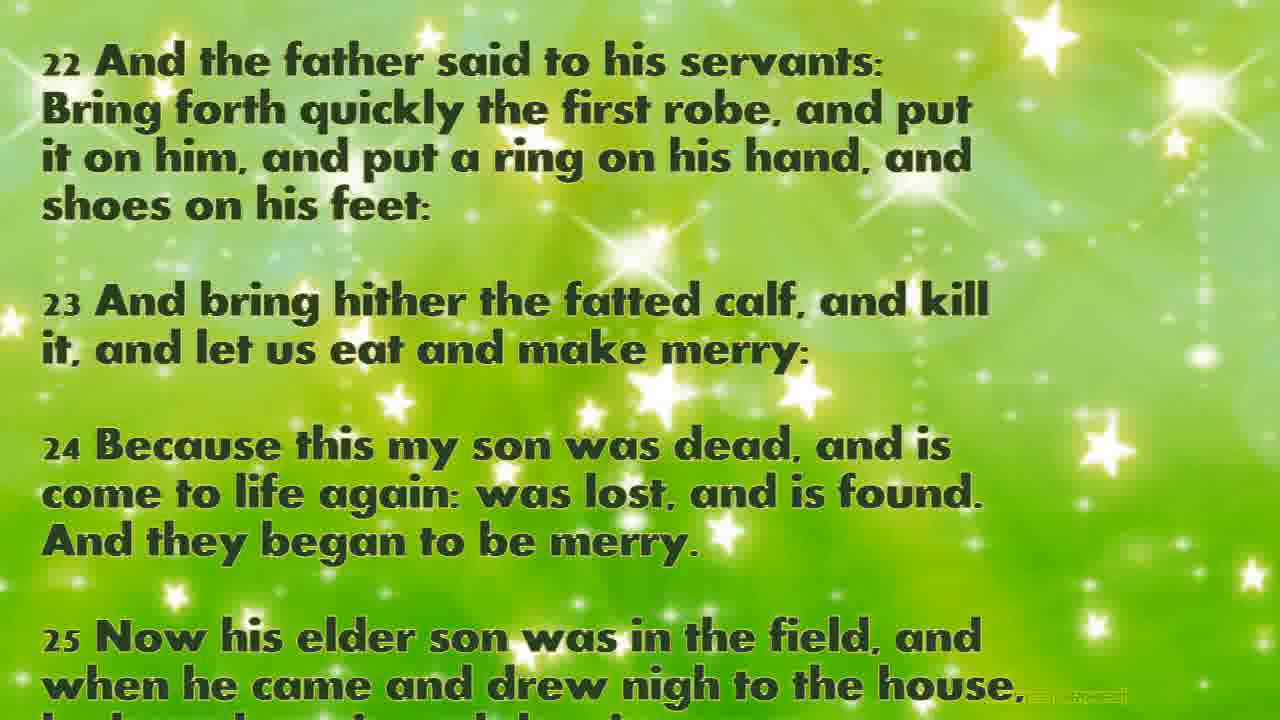 22 And the father said to his servants:
Bring forth quickly the first robe, and put
it on him, and put a ring on his hand, and
shoes on his feet:
23 And bring hither the fatted calf, and kill
it, and let us eat and make merry:
24 Because this my son was dead, and is
come to life again: was lost, and is found.
And they began to be merry.
25 Now his elder son was in the field, and
when he came and drew nigh to the house,